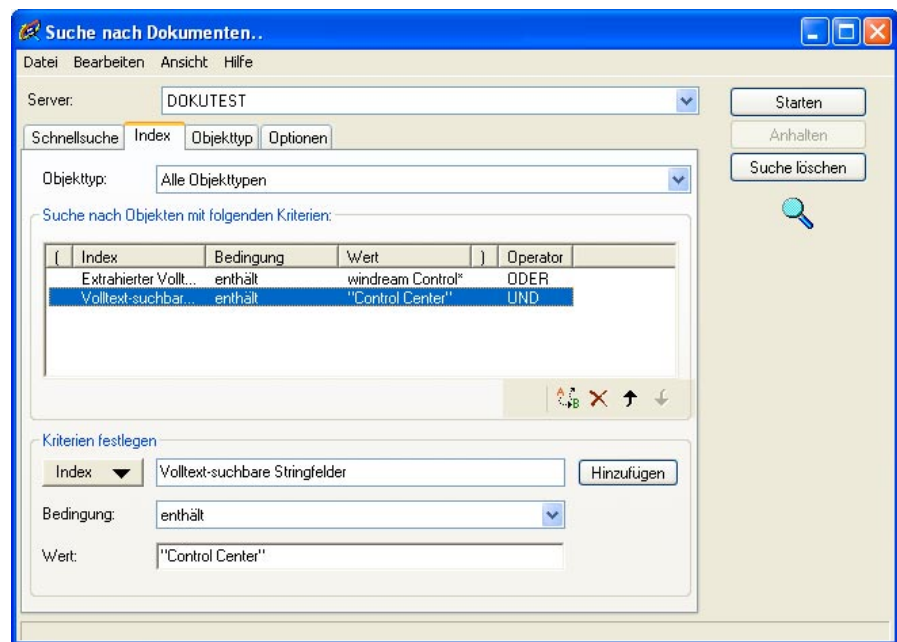 Suche nach Dokumenten..
Datei Bearbeiten Ansicht Hilfe
Server: DOKUTEST
Starten
Schnellsuche Index Objekttyp Optionen
Anhalten
Objekttyp: Alle Objekttypen
Suche löschen
Suche nach Objekten mit folgenden Kriterien:
( Index Bedingung Wert ) Operator
Extrahierter Vollt... enthält windream Control* ODER
Volltext-suchbar... enthält "Control Center" UND
A B
Kriterien festlegen
Index Volltext-suchbare Stringfelder Hinzufügen
Bedingung: enthält
Wert: "Control Center"